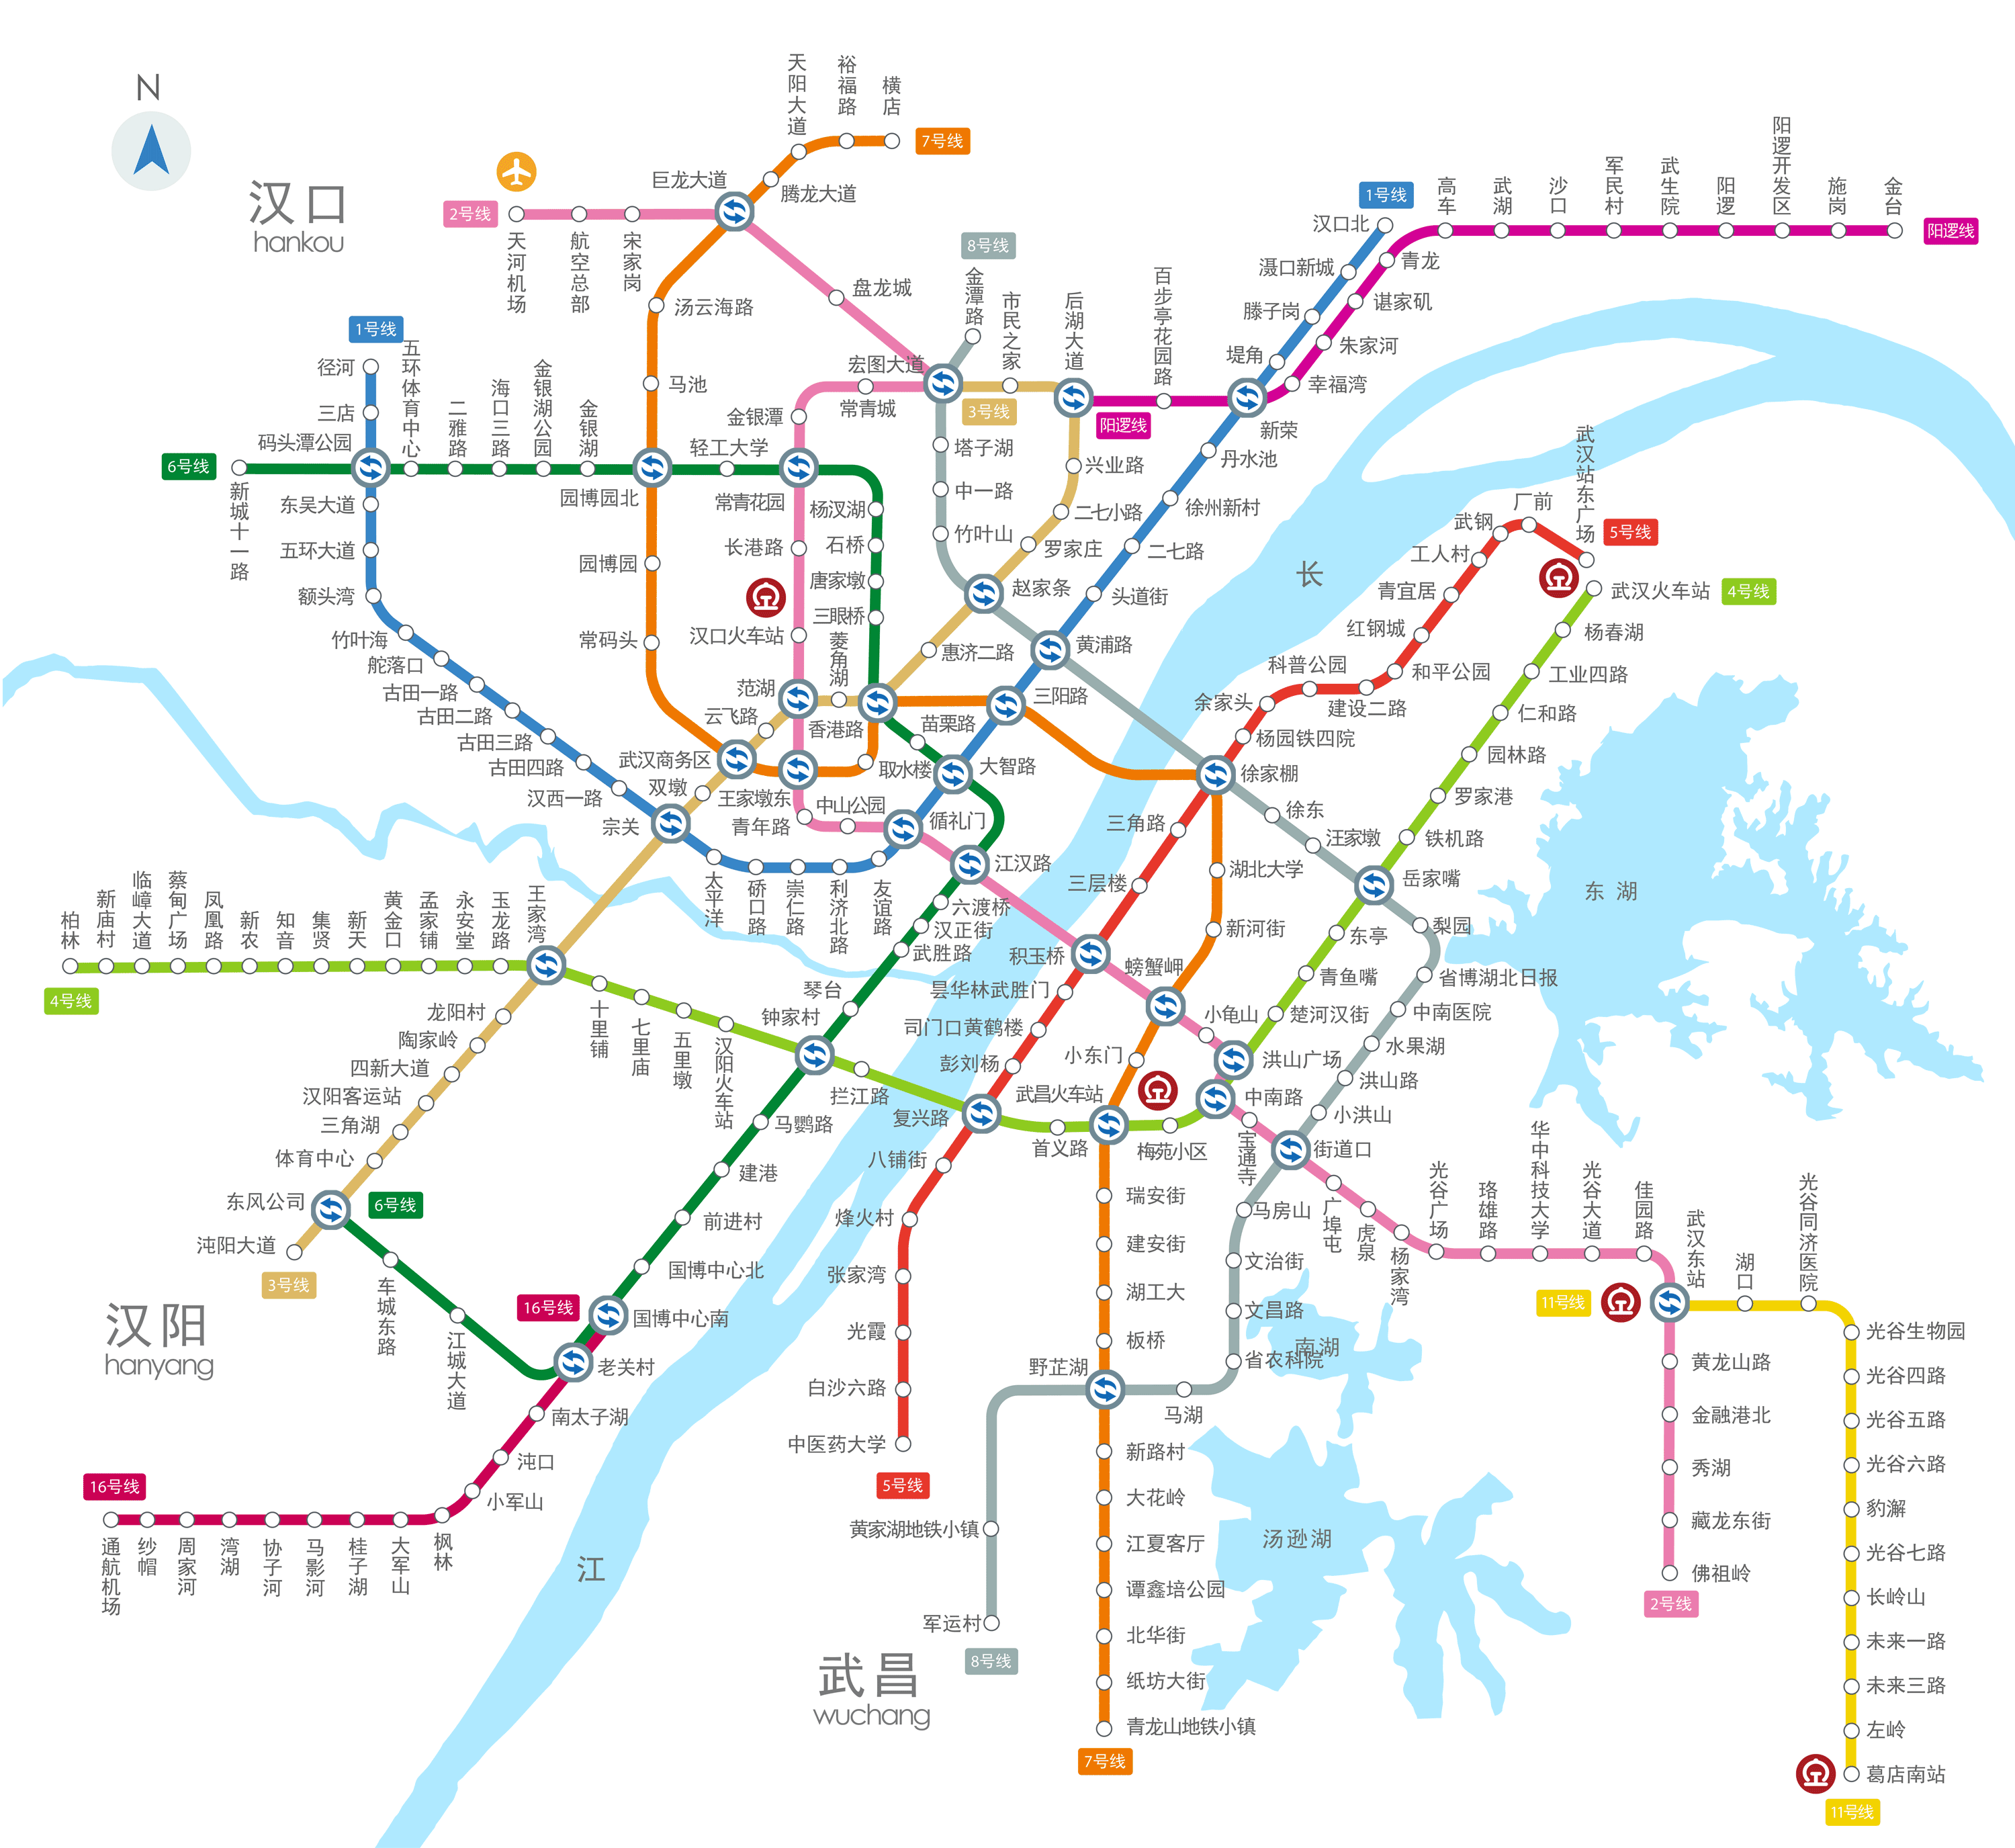 N
汉口
hankou
天阳大道
裕福路
横店
7号线
巨龙大道
腾龙大道
2号线
天河机场
航空总部
宋家岗
汤云海路
盘龙城
8号线
金潭路
市民之家
后湖大道
百步亭花园路
1号线
汉口北
滠口新城
滕子岗
堤角
高车
武湖
沙口
军民村
武生院
阳逻
阳逻开发区
施岗
金台
阳逻线
青龙
谌家矶
朱家河
幸福湾
1号线
径河
三店
码头潭公园
五环体育中心
二雅路
海口三路
金银湖公园
金银湖
马池
金银潭
常青城
宏图大道
3号线
阳逻线
新荣
6号线
新城十一路
东吴大道
五环大道
额头湾
竹叶海
舵落口
古田一路
古田二路
古田三路
古田四路
汉西一路
宗关
园博园北
轻工大学
常青花园
杨汊湖
园博园
长港路
石桥
唐家墩
三眼桥
常码头
汉口火车站
菱角湖
范湖
云飞路
香港路
武汉商务区
双墩
王家墩东
青年路
中山公园
取水楼
苗栗路
大智路
循礼门
江汉路
塔子湖
中一路
竹叶山
兴业路
二七小路
罗家庄
赵家条
惠济二路
丹水池
徐州新村
二七路
头道街
黄浦路
三阳路
长
武汉站东广场
厂前
武钢
5号线
工人村
青宜居
红钢城
科普公园
和平公园
余家头
建设二路
杨园铁四院
徐家棚
武汉火车站
4号线
杨春湖
工业四路
仁和路
园林路
罗家港
铁机路
岳家嘴
徐东
汪家墩
三角路
湖北大学
三层楼
新河街
东湖
太平洋
硚口路
崇仁路
利济北路
友谊路
六渡桥
汉正街
武胜路
琴台
钟家村
柏林
新庙村
临嶂大道
蔡甸广场
凤凰路
新农
知音
集贤
新天
黄金口
孟家铺
永安堂
玉龙路
王家湾
4号线
十里铺
七里庙
五里墩
汉阳火车站
拦江路
复兴路
首义路
武昌火车站
梅苑小区
积玉桥
螃蟹岬
昙华林武胜门
司门口黄鹤楼
彭刘杨
小东门
小龟山
洪山广场
中南路
宝通寺
街道口
东亭
青鱼嘴
楚河汉街
梨园
省博湖北日报
中南医院
水果湖
洪山路
小洪山
龙阳村
陶家岭
四新大道
汉阳客运站
三角湖
体育中心
东风公司
沌阳大道
3号线
6号线
车城东路
江城大道
马鹦路
建港
前进村
国博中心北
16号线
国博中心南
老关村
南太子湖
沌口
小军山
汉阳
hanyang
16号线
通航机场
纱帽
周家河
湾湖
协子河
马影河
桂子湖
大军山
枫林
江
八铺街
烽火村
张家湾
光霞
白沙六路
中医药大学
5号线
瑞安街
建安街
湖工大
板桥
野芷湖
马湖
马房山
文治街
文昌路
省农科院
南湖
广埠屯
虎泉
杨家湾
光谷广场
珞雄路
华中科技大学
光谷大道
佳园路
武汉东站
湖口
光谷同济医院
11号线
黄龙山路
金融港北
秀湖
藏龙东街
佛祖岭
2号线
光谷生物园
光谷四路
光谷五路
光谷六路
豹澥
光谷七路
长岭山
未来一路
未来三路
左岭
葛店南站
11号线
新路村
大花岭
江夏客厅
谭鑫培公园
北华街
纸坊大街
青龙山地铁小镇
7号线
汤逊湖
黄家湖地铁小镇
军运村
8号线
武昌
wuchang